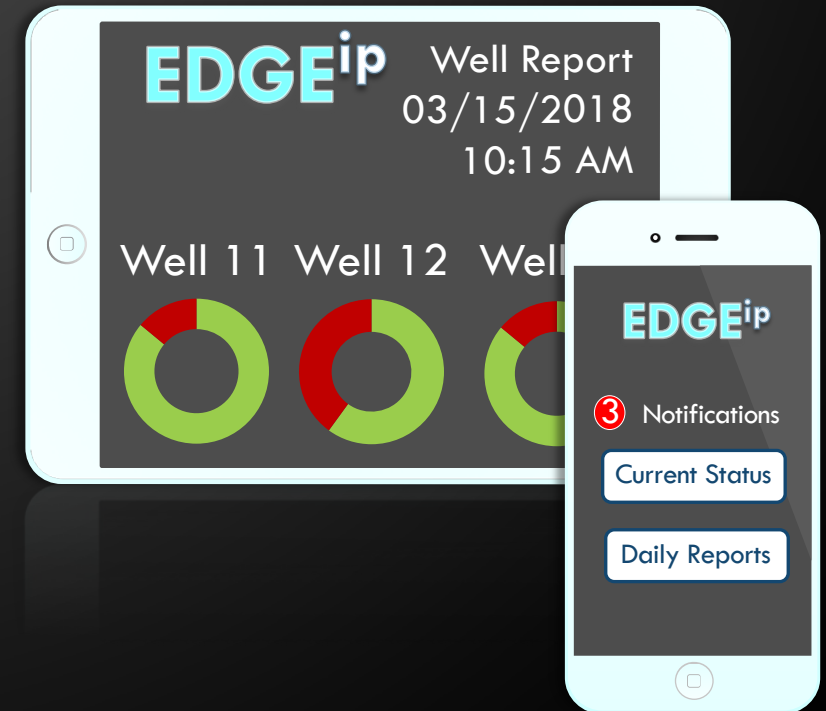 EDGEip
Well Report
03/15/2018
10:15 AM
Well 11
Well 12
Well
EDGEip
3 Notifications
Current Status
Daily Reports